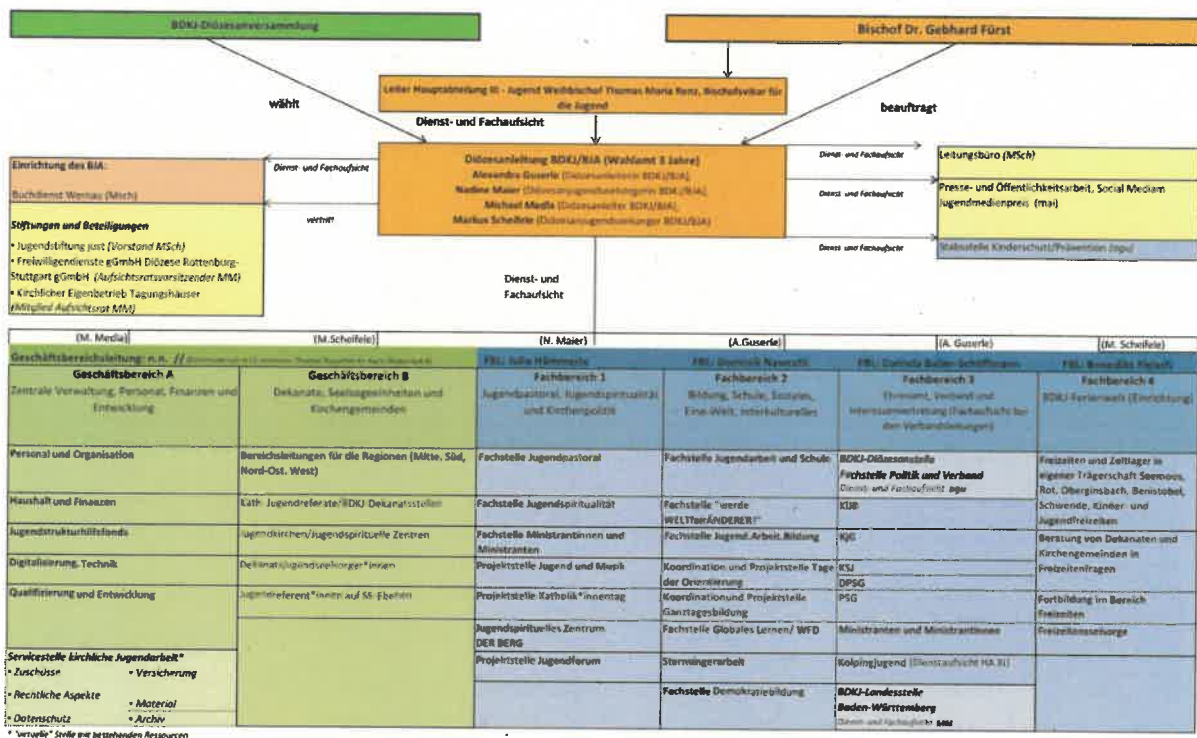 BDKJ-Diözesanversammlung
Bischof Dr. Gebhard Fürst
Leiter Hauptabteilung III - Jugend Weihbischof Thomas Maria Renz, Bischofsvikar für
die Jugend
wählt
beauftragt
Dienst- und Fachaufsicht
Einrichtung des BJA:
Buchdienst Wernau (Msch)
Dienst- und Fachaufsicht
Diözesanleitung BDKJ/BJA (Wahlamt 3 Jahre)
Alexandra Guserle (Diözesanleiterin BDKJ/BJA),
Nadine Maier (Diözesanjugendseelsorgerin BDKJ/BJA),
Michael Medla (Diözesanleiter BDKJ/BJA),
Markus Scheifele (Diözesanjugendseelsorger BDKJ/BJA)
Dienst- und Fachaufsicht
Leitungsbüro (MSch)
Dienst- und Fachaufsicht
Presse- und Öffentlichkeitsarbeit, Social Mediam
Jugendmedienpreis (mai)
Dienst- und Fachaufsicht
Stabsstelle Kinderschutz/Prävention
vertritt
Stiftungen und Beteiligungen
• Jugendstiftung just (Vorstand MSch)
• Freiwilligendienste gGmbH Diözese Rottenburg-
Stuttgart gGmbH (Aufsichtsratvorsitzender MM)
• Kirchlicher Eigenbetrieb Tagungshäuser
(Mitglied Aufsichtsrat MM)
Dienst- und
Fachaufsicht
(M. Media)
(M.Scheifele)
(N. Maier)
(A.Guserle)
(A. Guserle)
(M. Scheifele)
Geschäftsbereichsleitung: n.n. //
FBL: Julia Hämmerle
FBL: Dominik Nawratil
FBL:
FBL: Benedikt
Geschäftsbereich A
Zentrale Verwaltung, Personal, Finanzen und
Entwicklung
Geschäftsbereich B
Dekanate, Seelsorgeeinheiten und
Kirchengemeinden
Fachbereich 1
Jugendpastoral, Jugendspiritualität
und Kirchenpolitik
Fachbereich 2
Bildung, Schule, Soziales,
Eine-Welt, Interkulturelles
Fachbereich 3
Ehrenamt, Verband und
Interessenvertretung (Fachaufsicht bei
den Verbandsleitungen)
Fachbereich 4
BDKJ-Ferienwelt (Einrichtung)
Personal und Organisation
Haushalt und Finanzen
Jugendstrukturhilfefonds
Digitalisierung, Technik
Qualifizierung und Entwicklung
Servicestelle kirchliche Jugendarbeit*
• Zuschüsse
• Versicherung
• Rechtliche Aspekte
• Material
• Datenschutz
• Archiv
* "virtuelle" Stelle mit bestehenden Ressourcen
Bereichsleitungen für die Regionen (Mitte. Süd,
Nord-Ost. West)
Kath. Jugendreferate/BDKJ Dekanatsstellen
Jugendkirchen/Jugendspirituelle Zentren
Dekanatsjugendseelsorger*innen
Jugendreferent*innen auf SE-Ebenen
Fachstelle Jugendpastoral
Fachstelle Jugendspiritualität
Fachstelle Ministrantinnen und
Ministranten
Projektstelle Jugend und Musik
Projektstelle Katholik*innentag
Jugendspirituelles Zentrum
DER BERG
Projektstelle Jugendforum
Fachstelle Jugendarbeit und Schule
Fachstelle "werde
WELTfairÄNDERER!"
Fachstelle Jugend.Arbeit.Bildung
Koordination und Projektstelle Tage
der Orientierung
Koordinationund Projektstelle
Ganztagesbildung
Fachstelle Globales Lernen/ WFD
Sternsingerarbeit
Fachstelle Demokratiebildung
BDKJ-Diözesanstelle
Fachstelle Politik und Verband
Dienst- und Fachaufsicht
KLJB
KjG
KSJ
DPSG
PSG
Ministranten und Ministrantinnen
Kolpingjugend (Dienstaufsicht HA XI)
BDKJ-Landesstelle
Baden-Württemberg
Dienst- und Fachaufsicht MM
Freizeiten und Zeltlager in
eigener Trägerschaft Seemoos,
Rot, Oberginsbach, Benistobel,
Schwende, Kinder- und
Jugendfreizeiten
Beratung von Dekanaten und
Kirchengemeinden in
Freizeitenfragen
Fortbildung im Bereich
Freizeiten
Freizeitenseelsorge